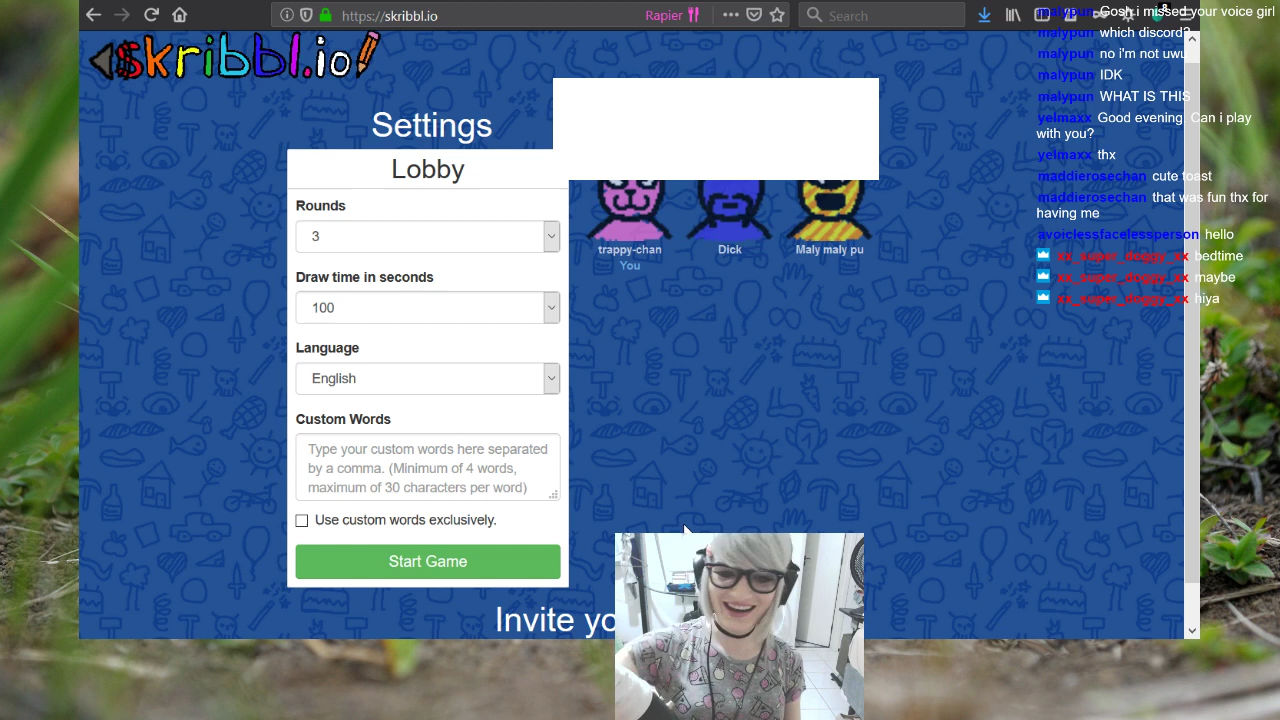 https://skribbl.io
Rapier
Search
skribbl.io
Settings
Lobby
Rounds
3
Draw time in seconds
100
Language
English
Custom Words
Type your custom words here separated
by a comma. (Minimum of 4 words,
maximum of 30 characters per word)
Use custom words exclusively.
Start Game
trappy-chan
You
Dick
Maly maly pu
Invite yo
malypun Gosh i missed your voice girl
malypun which discord?
malypun no i'm not uwu
malypun IDK
malypun WHAT IS THIS
yelmaxx Good evening, Can i play
with you?
yelmaxx thx
maddierosechan cute toast
maddierosechan that was fun thx for
having me
avoiclessfacelessperson hello
xx_super_doggy_xx bedtime
xx_super_doggy_xx maybe
xx_super_doggy_xx hiya